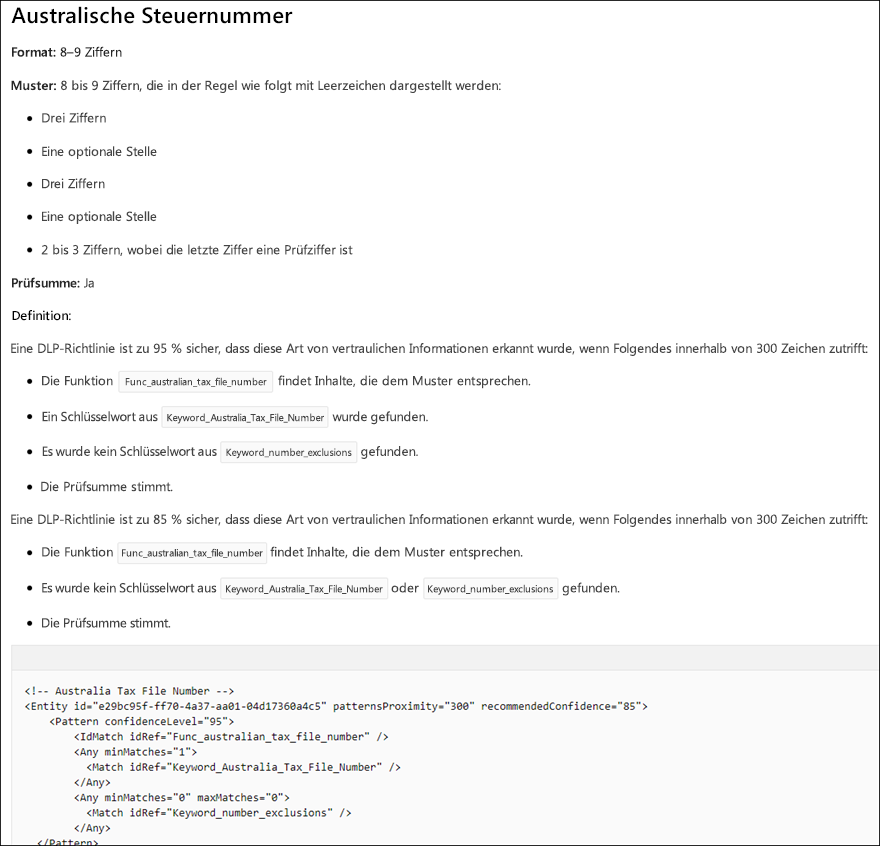 Australische Steuernummer
Format: 8–9 Ziffern
Muster: 8 bis 9 Ziffern, die in der Regel wie folgt mit Leerzeichen dargestellt werden:
• Drei Ziffern
• Eine optionale Stelle
• Drei Ziffern
• Eine optionale Stelle
• 2 bis 3 Ziffern, wobei die letzte Ziffer eine Prüfziffer ist
Prüfsumme: Ja
Definition:
Eine DLP-Richtlinie ist zu 95 % sicher, dass diese Art von vertraulichen Informationen erkannt wurde, wenn Folgendes innerhalb von 300 Zeichen zutrifft:
• Die Funktion Func_australian_tax_file_number findet Inhalte, die dem Muster entsprechen.
• Ein Schlüsselwort aus Keyword_Australia_Tax_File_Number wurde gefunden.
• Es wurde kein Schlüsselwort aus Keyword_number_exclusions gefunden.
• Die Prüfsumme stimmt.
Eine DLP-Richtlinie ist zu 85 % sicher, dass diese Art von vertraulichen Informationen erkannt wurde, wenn Folgendes innerhalb von 300 Zeichen zutrifft:
• Die Funktion Func_australian_tax_file_number findet Inhalte, die dem Muster entsprechen.
• Es wurde kein Schlüsselwort aus Keyword_Australia_Tax_File_Number oder Keyword_number_exclusions gefunden.
• Die Prüfsumme stimmt.
<!-- Australia Tax File Number -->
<Entity id="e29bc95f-ff70-4a37-aa01-04d17360a4c5" patternsProximity="300" recommendedConfidence="85">
<Pattern confidenceLevel="95">
<IdMatch idRef="Func_australian_tax_file_number" />
<Any minMatches="1">
<Match idRef="Keyword_Australia_Tax_File_Number" />
</Any>
<Any minMatches="0" maxMatches="0">
<Match idRef="Keyword_number_exclusions" />
</Any>
</Pattern>